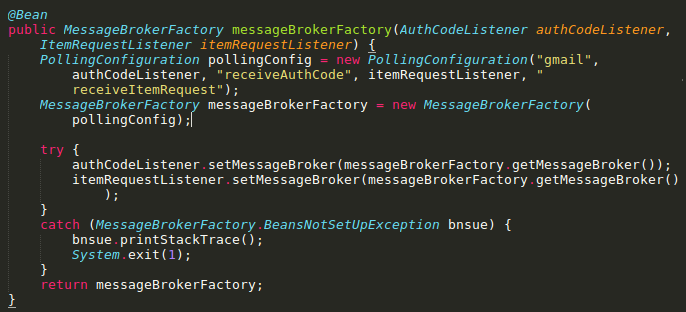 @Bean
public MessageBrokerFactory messageBrokerFactory(AuthCodeListener authCodeListener,
ItemRequestListener itemRequestListener) {
PollingConfiguration pollingConfig = new PollingConfiguration("gmail",
authCodeListener, "receiveAuthCode", itemRequestListener, "
receiveItemRequest");
MessageBrokerFactory messageBrokerFactory = new MessageBrokerFactory(
pollingConfig);
try {
authCodeListener.setMessageBroker(messageBrokerFactory.getMessageBroker());
itemRequestListener.setMessageBroker(messageBrokerFactory.getMessageBroker()
);
}
catch (MessageBrokerFactory.BeansNotSetUpException bnsue) {
bnsue.printStackTrace();
System.exit(1);
}
return messageBrokerFactory;
}